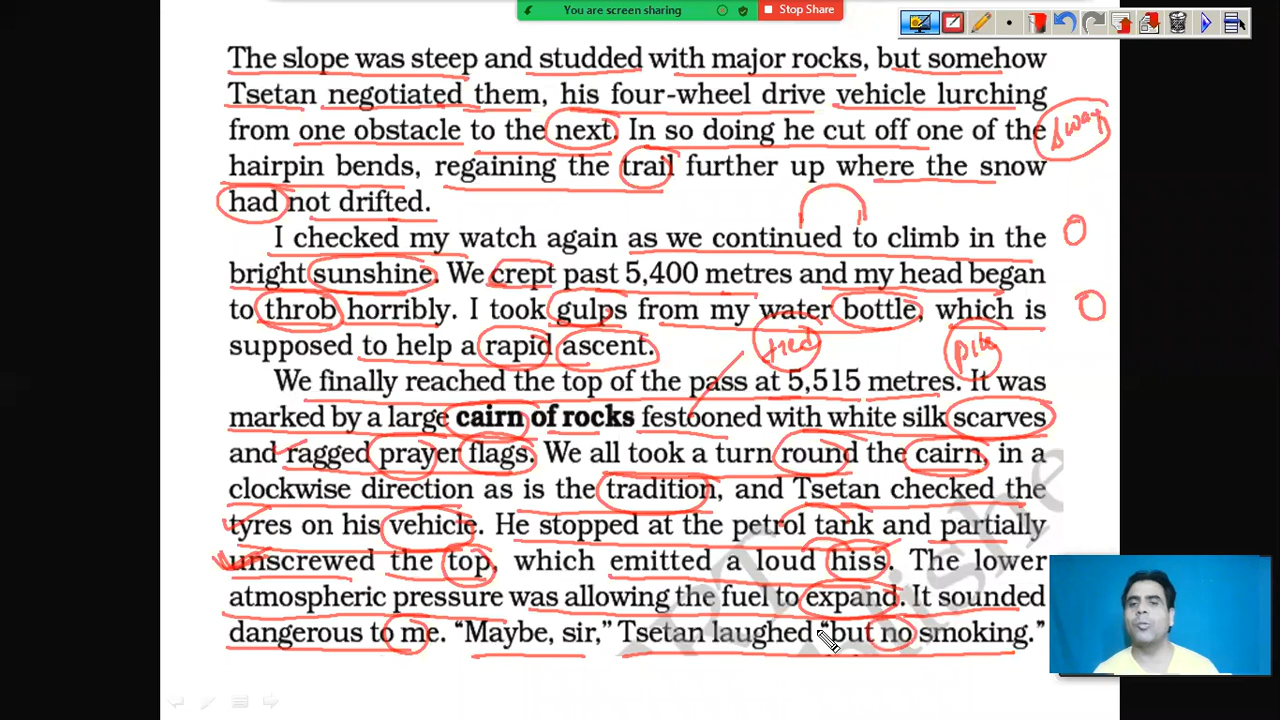 You are screen sharing
Stop Share
The slope was steep and studded with major rocks, but somehow
Tsetan negotiated them, his four-wheel drive vehicle lurching
from one obstacle to the next. In so doing he cut off one of the
sway
hairpin bends, regaining the trail further up where the snow
had not drifted.
I checked my watch again as we continued to climb in the
bright sunshine. We crept past 5,400 metres and my head began
to throb horribly. I took gulps from my water bottle, which is
supposed to help a rapid ascent.
tied
pile
We finally reached the top of the pass at 5,515 metres. It was
marked by a large cairn of rocks festooned with white silk scarves
and ragged prayer flags. We all took a turn round the cairn, in a
clockwise direction as is the tradition, and Tsetan checked the
tyres on his vehicle. He stopped at the petrol tank and partially
unscrewed the top, which emitted a loud hiss. The lower
atmospheric pressure was allowing the fuel to expand. It sounded
dangerous to me. “Maybe, sir,” Tsetan laughed “but no smoking.”